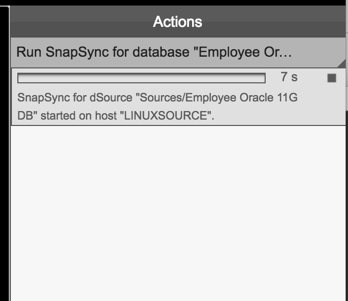 Actions
Run SnapSync for database "Employee Or...
7 s
SnapSync for dSource "Sources/Employee Oracle 11G
DB" started on host "LINUXSOURCE".